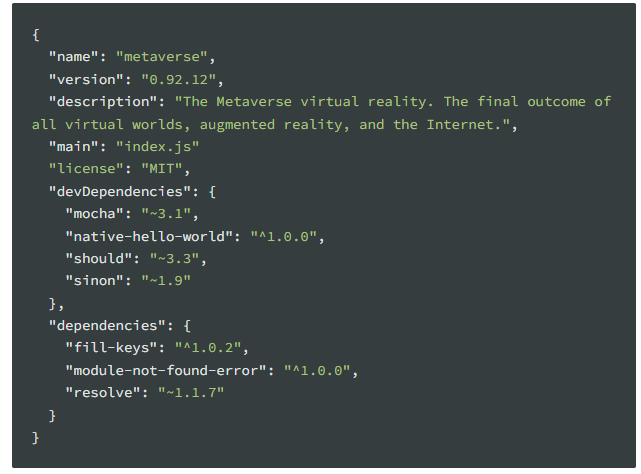 {
"name": "metaverse",
"version": "0.92.12",
"description": "The Metaverse virtual reality. The final outcome of
all virtual worlds, augmented reality, and the Internet.",
"main": "index.js"
"license": "MIT",
"devDependencies": {
"mocha": "~3.1",
"native-hello-world": "^1.0.0",
"should": "~3.3",
"sinon": "~1.9"
},
"dependencies": {
"fill-keys": "^1.0.2",
"module-not-found-error": "^1.0.0",
"resolve": "~1.1.7"
}
}